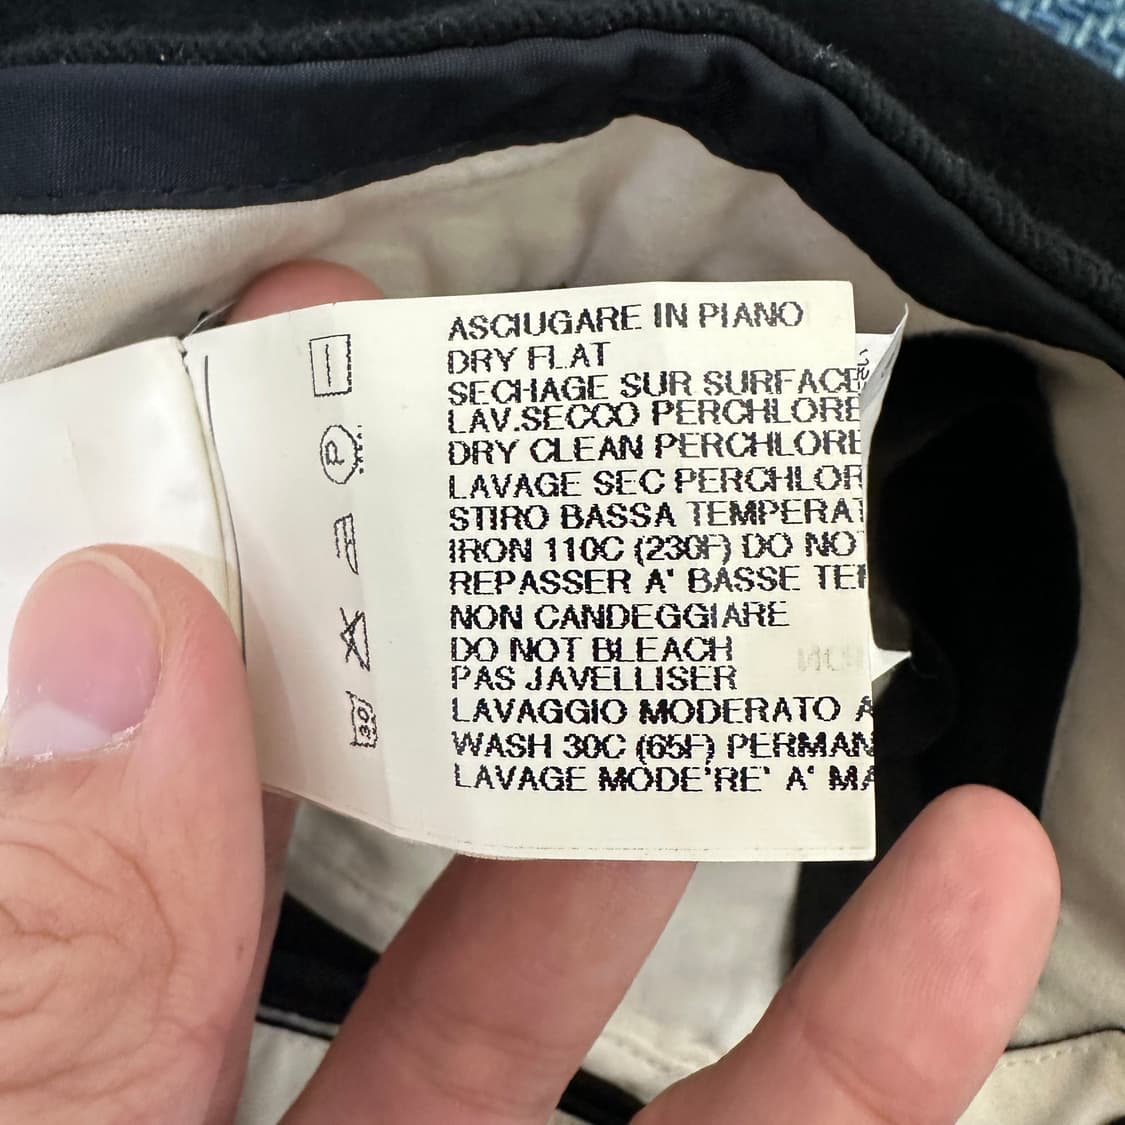 ASCIUGARE IN PIANO
DRY FLAT
SECHAGE SUR SURFACE
LAV.SECCO PERCHLORE
DRY CLEAN PERCHLORE
LAVAGE SEC PERCHLOR
STIRO BASSA TEMPERAT
IRON 110C (230F) DO NOT
REPASSER A' BASSE TEM
NON CANDEGGIARE
DO NOT BLEACH
PAS JAVELLISER
LAVAGGIO MODERATO A
WASH 30C (65F) PERMAN
LAVAGE MODE'RE' A' MA
P
30